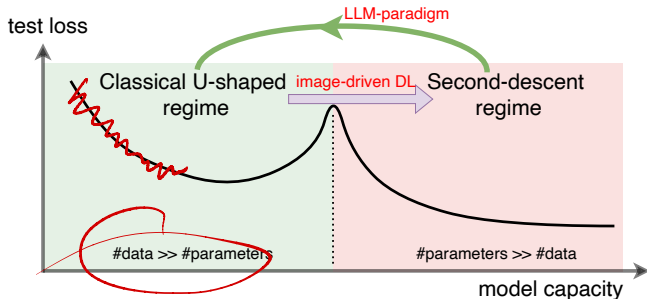 LLM-paradigm
test loss
Classical U-shaped
regime
image-driven DL
Second-descent
regime
#data >> #parameters
#parameters >> #data
model capacity